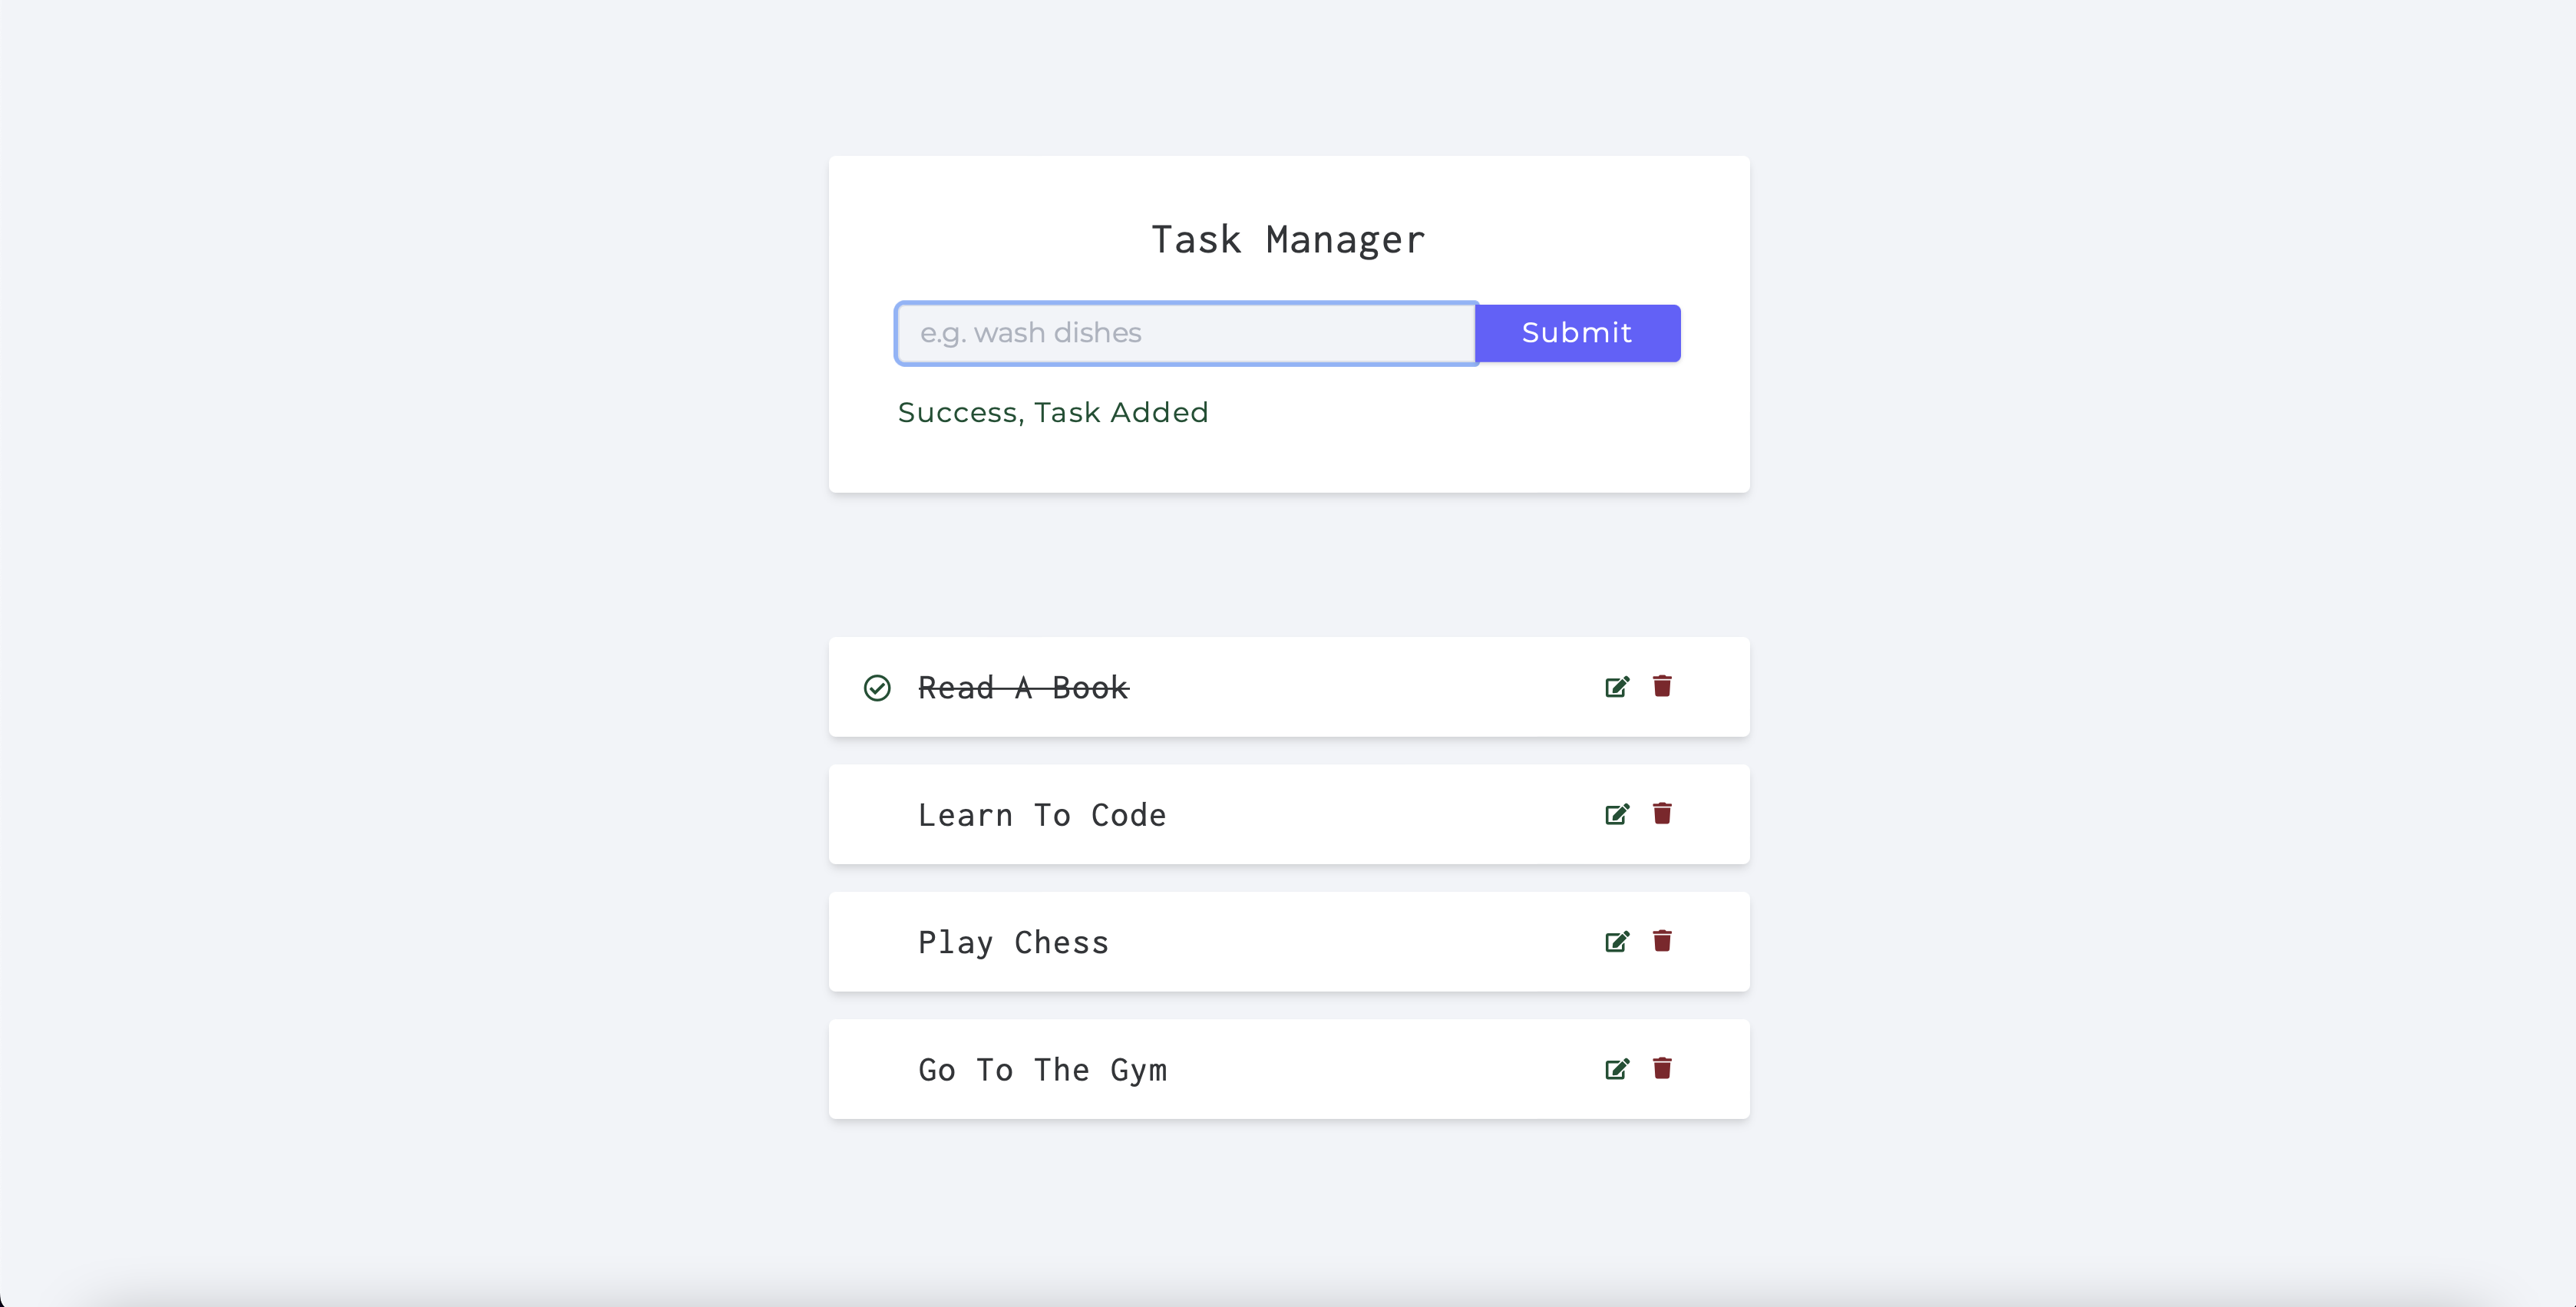 Task Manager
e.g. wash dishes
Submit
Success, Task Added
Read A Book
Learn To Code
Play Chess
Go To The Gym